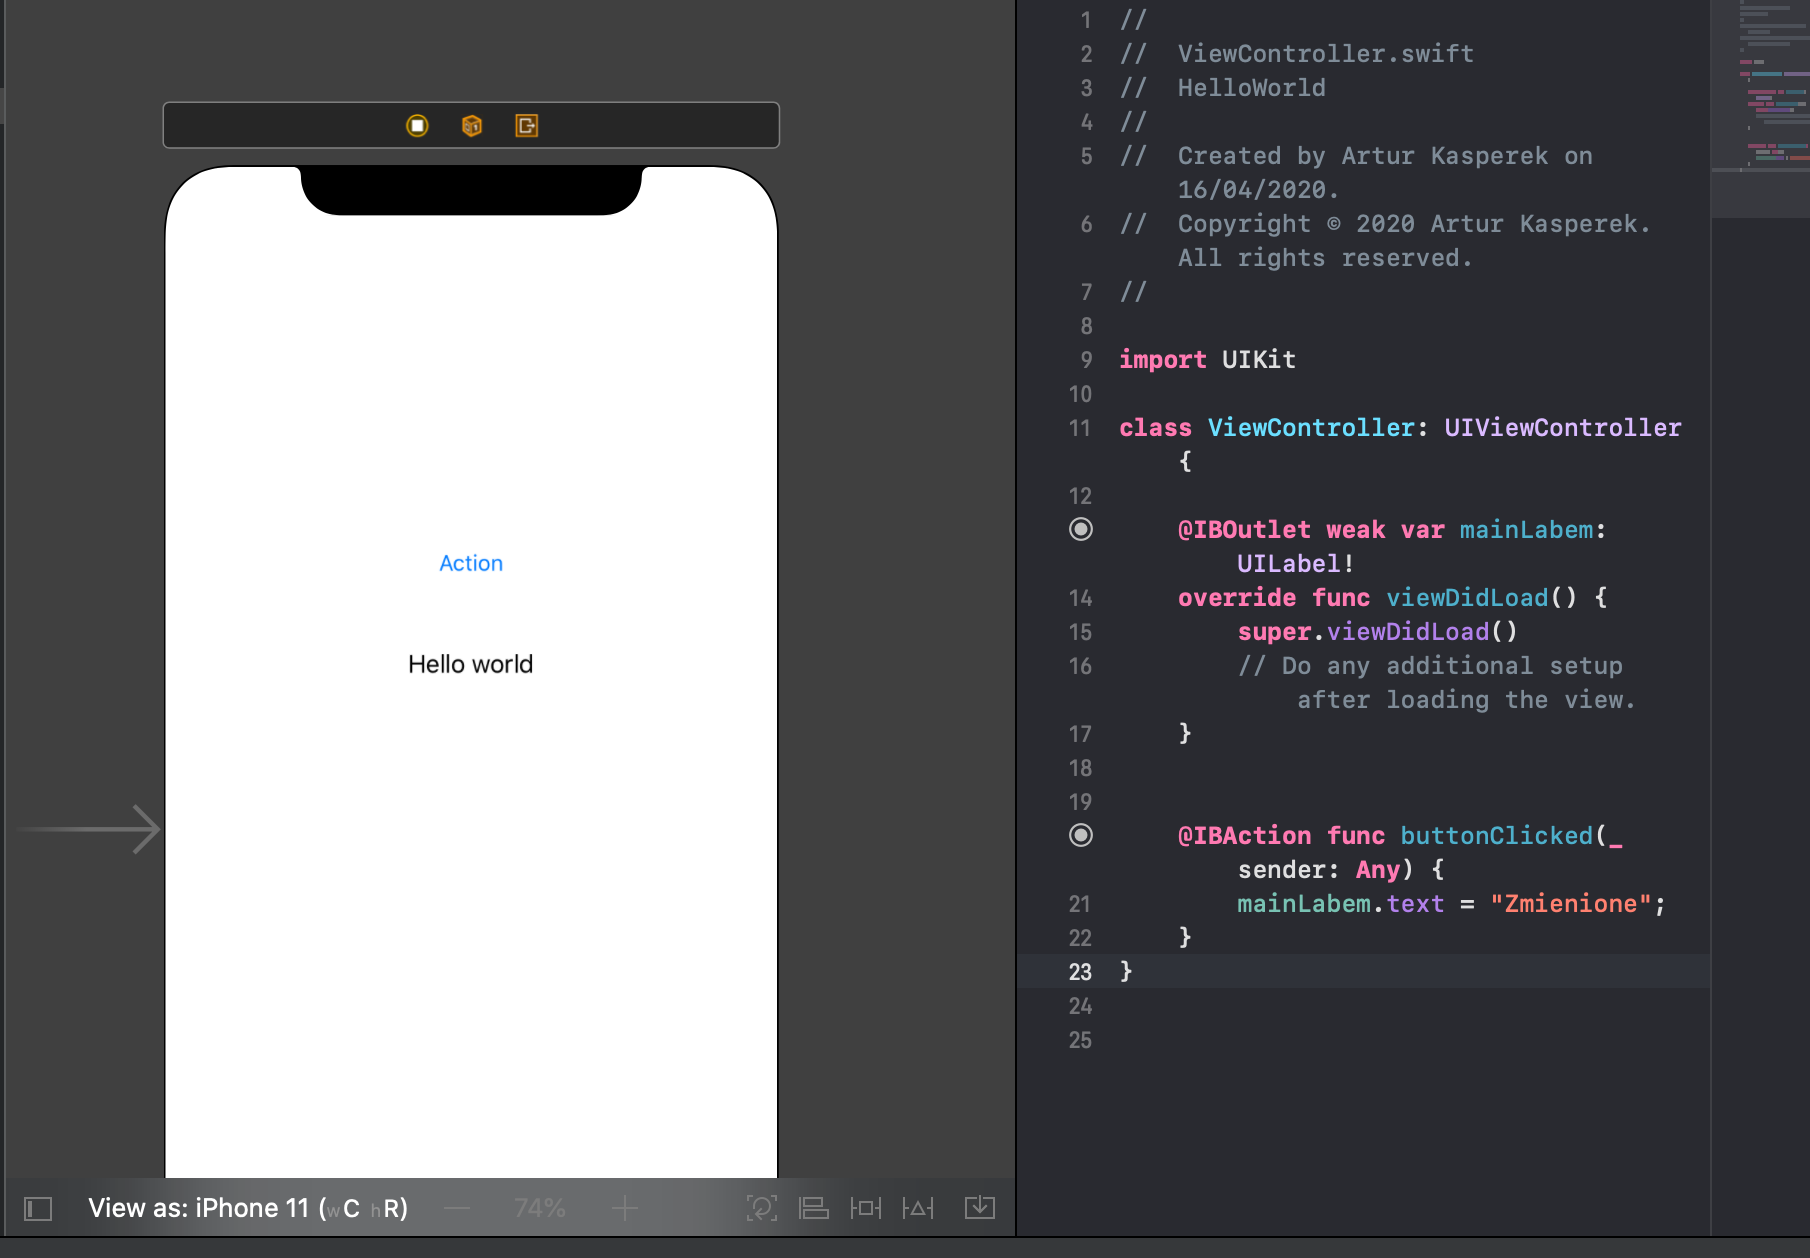 Action
Hello world
View as: iPhone 11 (wC hR)
74%
1 //
2 //  ViewController.swift
3 //  HelloWorld
4 //
5 //  Created by Artur Kasperek on
16/04/2020.
6 //  Copyright © 2020 Artur Kasperek.
All rights reserved.
7 //
8
9 import UIKit
10
11 class ViewController: UIViewController
{
12
@IBOutlet weak var mainLabem:
UILabel!
14 override func viewDidLoad() {
15 super.viewDidLoad()
16 // Do any additional setup
after loading the view.
17 }
18
19
@IBAction func buttonClicked(_
sender: Any) {
21 mainLabem.text = "Zmienione";
22 }
23 }
24
25